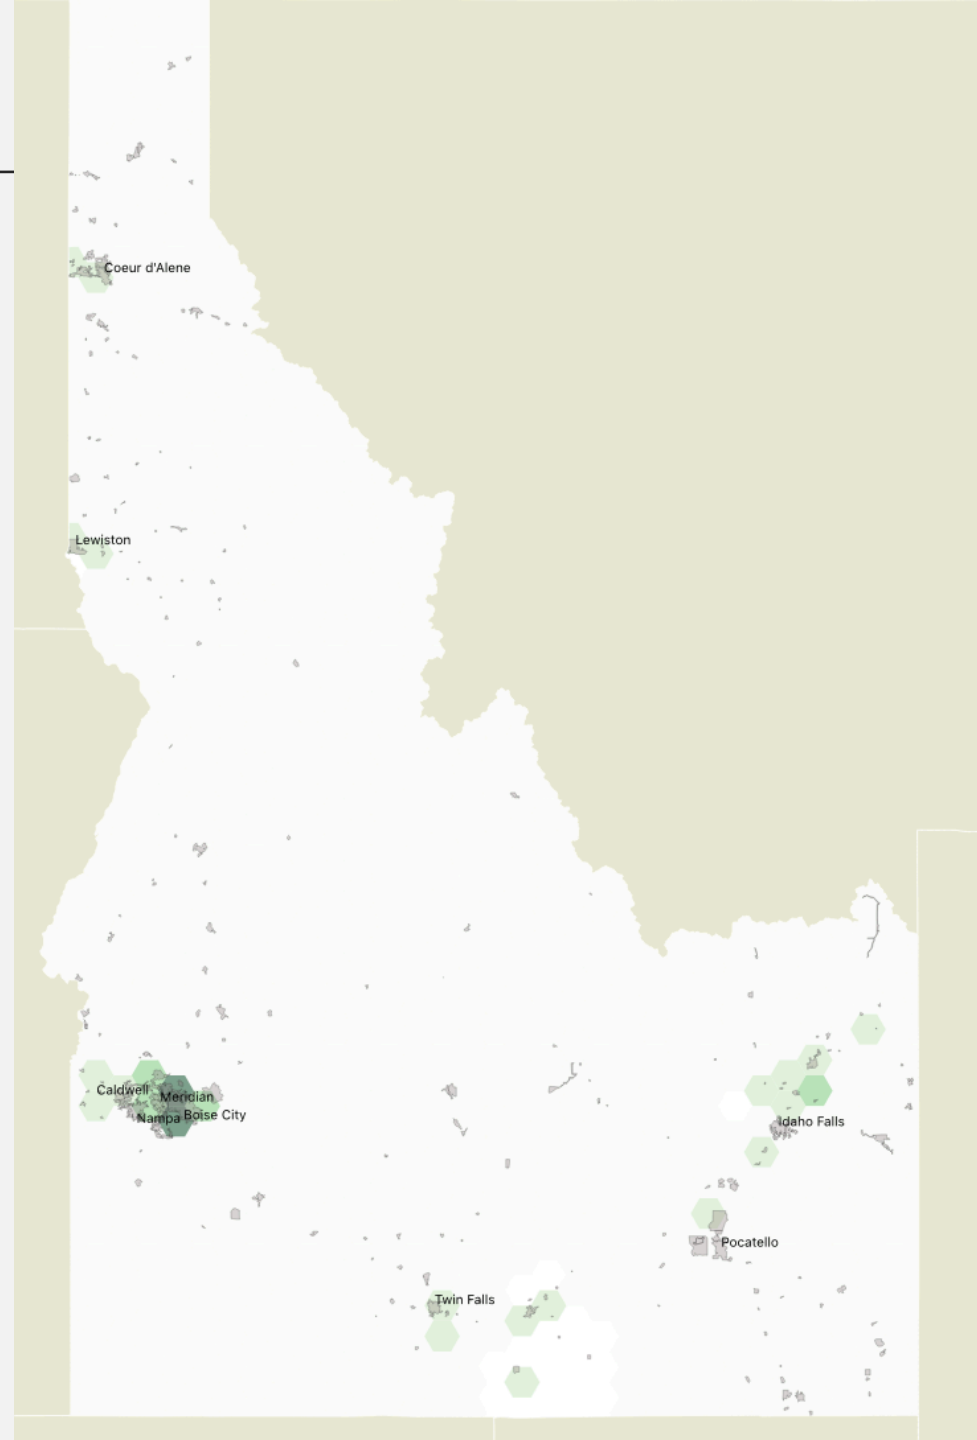 Coeur d'Alene
Lewiston
Caldwell
Meridian
Nampa
Boise City
Idaho Falls
Pocatello
Twin Falls